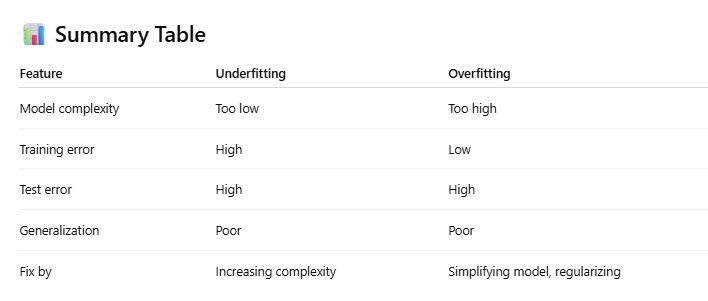 Summary Table
Feature Underfitting Overfitting
Model complexity Too low Too high
Training error High Low
Test error High High
Generalization Poor Poor
Fix by Increasing complexity Simplifying model, regularizing